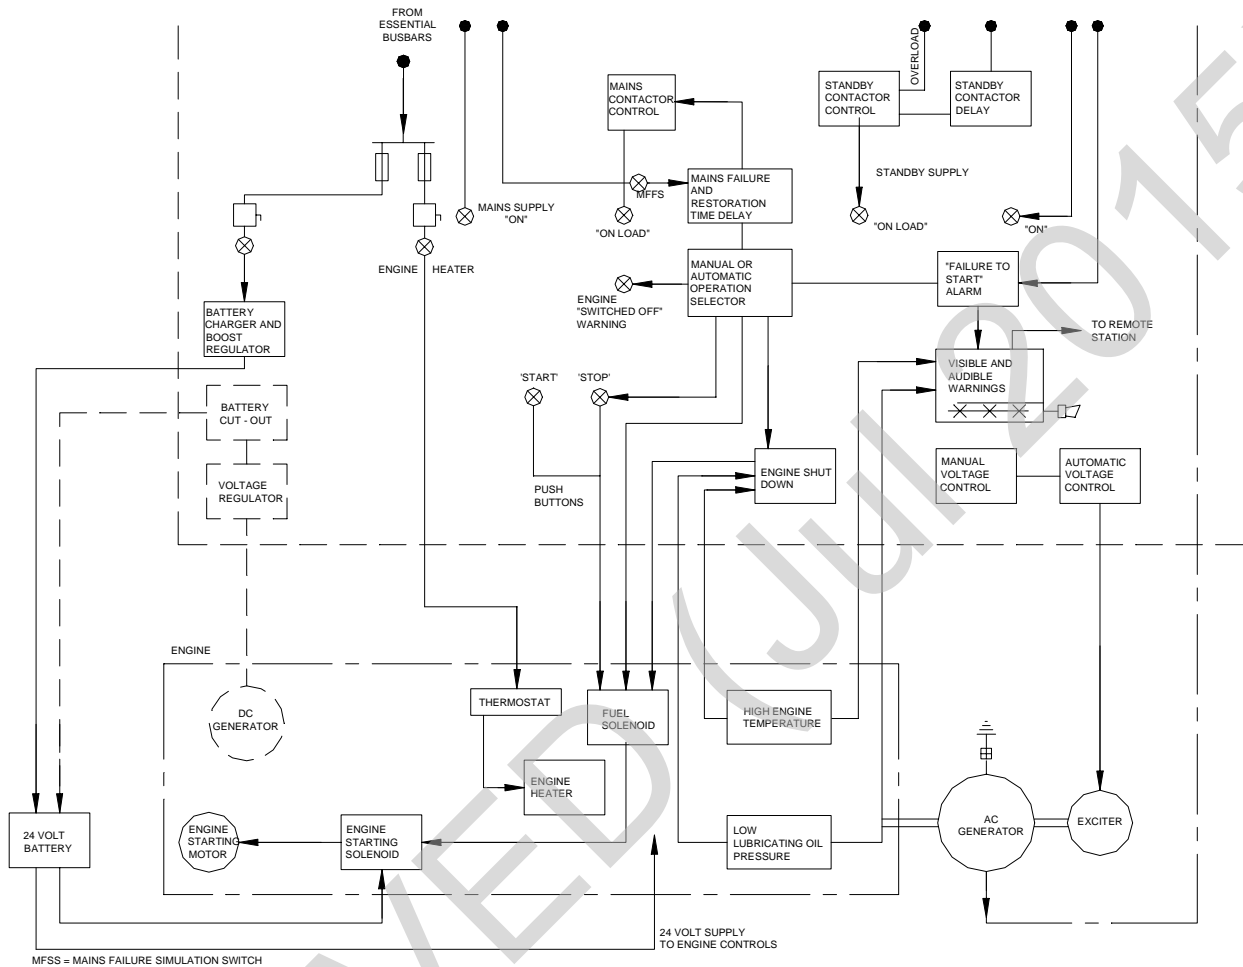 FROM
ESSENTIAL
BUSBARS
OVERLOAD
MAINS
CONTACTOR
CONTROL
STANDBY
CONTACTOR
CONTROL
STANDBY
CONTACTOR
DELAY
MAINS SUPPLY
"ON"
MFFS
"ON LOAD"
MAINS FAILURE
AND
RESTORATION
TIME DELAY
STANDBY SUPPLY
"ON LOAD"
"ON"
ENGINE HEATER
ENGINE
"SWITCHED OFF"
WARNING
MANUAL OR
AUTOMATIC
OPERATION
SELECTOR
"FAILURE TO
START"
ALARM
BATTERY
CHARGER AND
BOOST
REGULATOR
TO REMOTE
STATION
VISIBLE AND
AUDIBLE
WARNINGS
'START'
'STOP'
BATTERY
CUT - OUT
VOLTAGE
REGULATOR
PUSH
BUTTONS
ENGINE SHUT
DOWN
MANUAL
VOLTAGE
CONTROL
AUTOMATIC
VOLTAGE
CONTROL
ENGINE
DC
GENERATOR
THERMOSTAT
FUEL
SOLENOID
HIGH ENGINE
TEMPERATURE
ENGINE
HEATER
24 VOLT
BATTERY
ENGINE
STARTING
MOTOR
ENGINE
STARTING
SOLENOID
LOW
LUBRICATING OIL
PRESSURE
AC
GENERATOR
EXCITER
24 VOLT SUPPLY
TO ENGINE CONTROLS
MFSS = MAINS FAILURE SIMULATION SWITCH
VED (Jul 2015